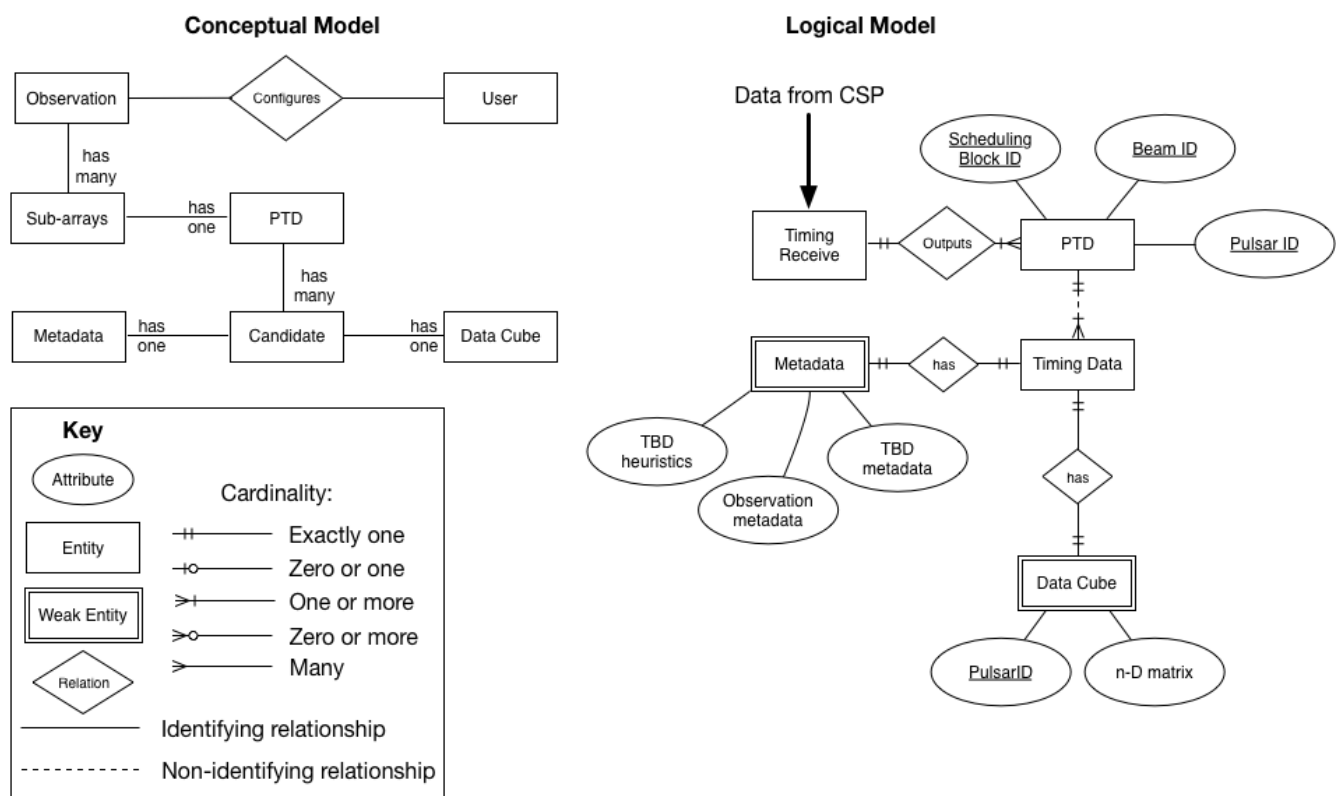 Conceptual Model
Observation
Configures
User
has
many
Sub-arrays
has
one
PTD
has
many
Metadata
has
one
Candidate
has
one
Data Cube
Key
Attribute
Entity
Weak Entity
Relation
Cardinality:
Exactly one
Zero or one
One or more
Zero or more
Many
Identifying relationship
Non-identifying relationship
Logical Model
Data from CSP
Scheduling
Block ID
Beam ID
Timing
Receive
Outputs
PTD
Pulsar ID
Metadata
has
Timing Data
TBD
heuristics
Observation
metadata
TBD
metadata
has
Data Cube
PulsarID
n-D matrix